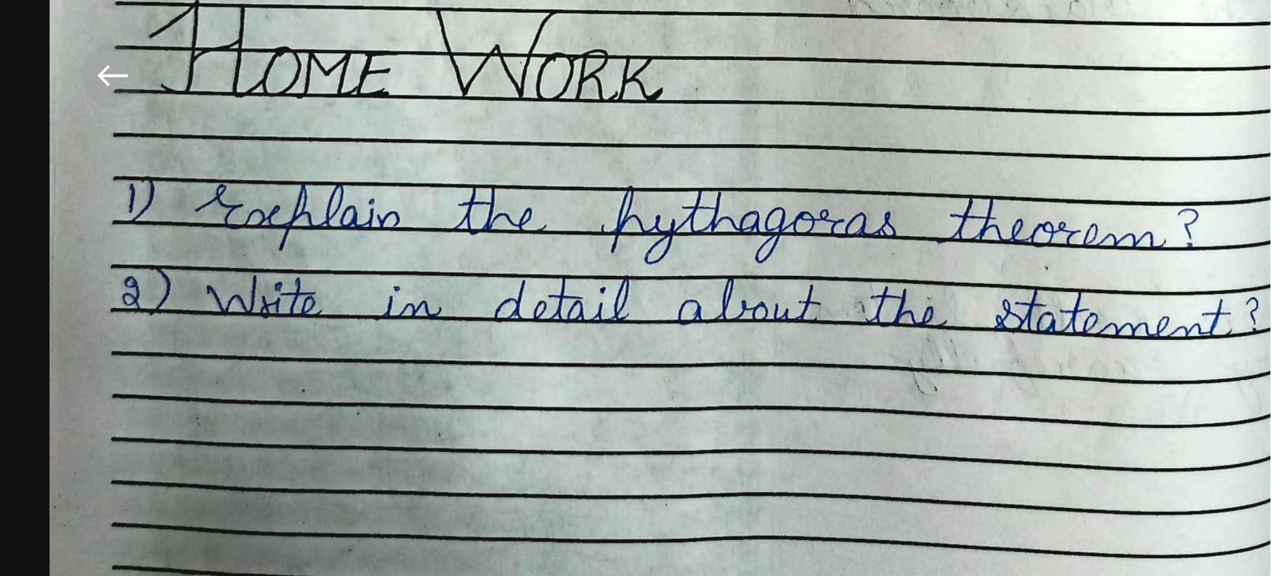 HOME WORK
1) Explain the pythagoras theorem?
2) Write in detail about the statement?